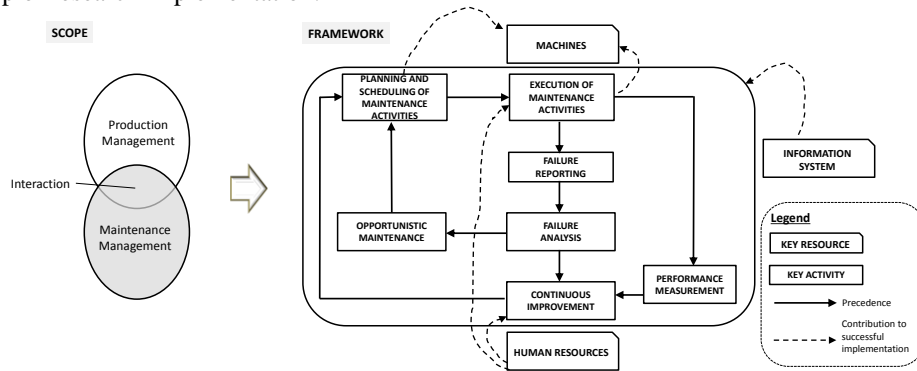 research implementation.
SCOPE
FRAMEWORK
Production
Management
Interaction
Maintenance
Management
MACHINES
PLANNING AND
SCHEDULING OF
MAINTENANCE
ACTIVITIES
EXECUTION OF
MAINTENANCE
ACTIVITIES
FAILURE
REPORTING
INFORMATION
SYSTEM
OPPORTUNISTIC
MAINTENANCE
FAILURE
ANALYSIS
PERFORMANCE
MEASUREMENT
CONTINUOUS
IMPROVEMENT
HUMAN RESOURCES
Legend
KEY RESOURCE
KEY ACTIVITY
Precedence
Contribution to
successful
implementation